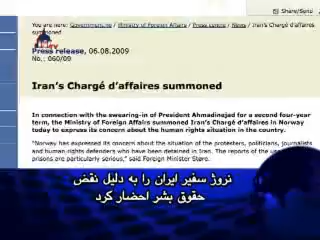 Share/Send
You are here: Government.no / Ministry of Foreign Affairs / Press centre / News / Iran's Chargé d'affaires
summoned
Press release, 06.08.2009
No.: 060/09
Iran's Chargé d'affaires summoned
In connection with the swearing-in of President Ahmadinejad for a second four-year
term, the Ministry of Foreign Affairs summoned Iran's Chargé d'affaires in Norway
today to express its concern about the human rights situation in the country.
"Norway has expressed its concern about the situation of the protesters, politicians, journalists
and human rights defenders who have been detained in Iran. The reports of the use
prisons are particularly serious," said Foreign Minister Støre.
نروژ سفیر ایران را به دلیل نقض
حقوق بشر احضار کرد